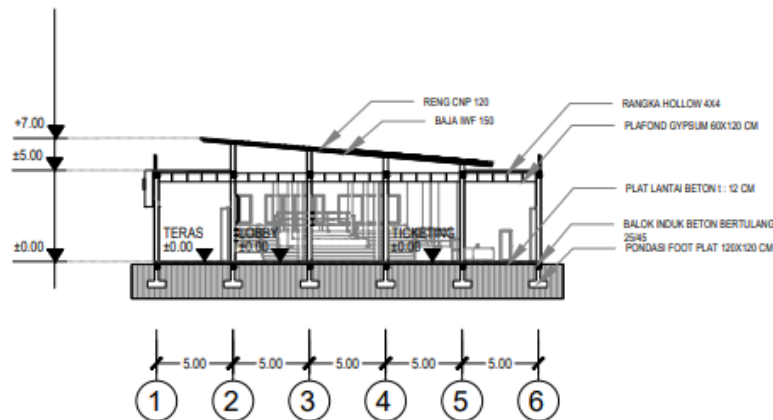 RENG CNP 120
BAJA IWF 150
RANGKA HOLLOW 4X4
PLAFOND GYPSUM 60X120 CM
+7.00
±5.00
PLAT LANTAI BETON t : 12 CM
TERAS
±0.00
LOBBY
±0.00
TICKETING
±0.00
BALOK INDUK BETON BERTULANG
25/45
PONDASI FOOT PLAT 120X120 CM
±0.00
5.00 5.00 5.00 5.00 5.00
1 2 3 4 5 6